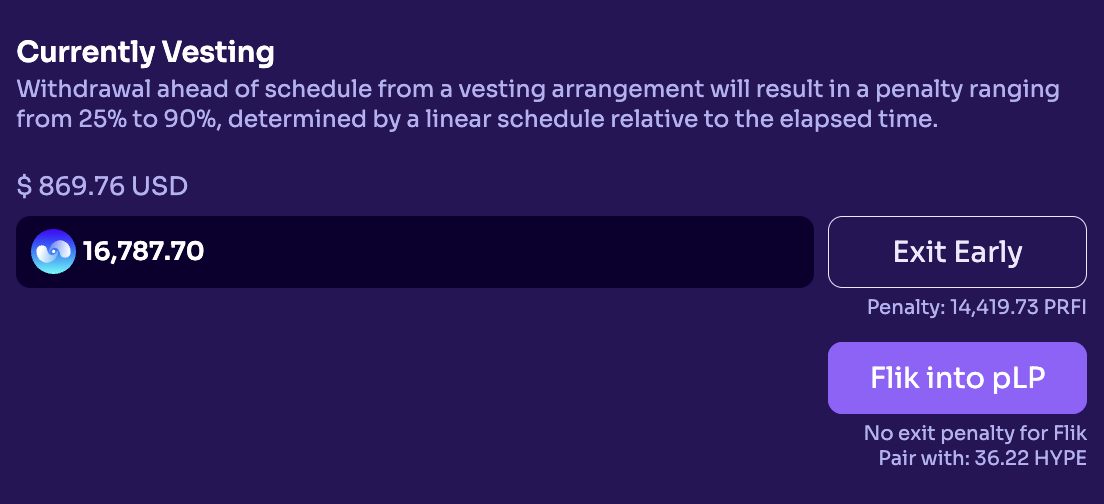 Currently Vesting
Withdrawal ahead of schedule from a vesting arrangement will result in a penalty ranging
from 25% to 90%, determined by a linear schedule relative to the elapsed time.
$ 869.76 USD
16,787.70
Exit Early
Penalty: 14,419.73 PRFI
Flik into pLP
No exit penalty for Flik
Pair with: 36.22 HYPE